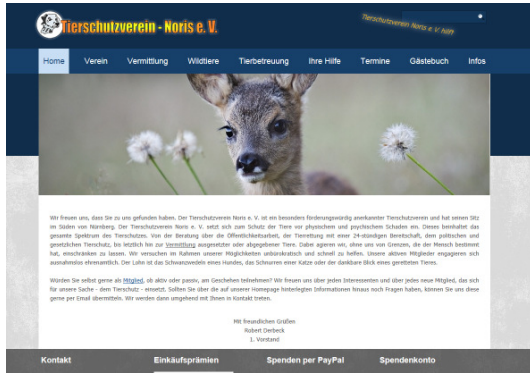 Tierschutzverein - Noris e. V.
Tierschutzverein Noris e. V. hilft
Home Verein Vermittlung Wildtiere Tierbetreuung Ihre Hilfe Termine Gästebuch Infos
Wir freuen uns, dass Sie zu uns gefunden haben. Der Tierschutzverein Noris e. V. ist ein besonders förderungswürdig anerkannter Tierschutzverein und hat seinen Sitz
im Süden von Nürnberg. Der Tierschutzverein Noris e. V. setzt sich zum Schutz der Tiere vor physischem und psychischem Schaden ein. Dieses beinhaltet das
gesamte Spektrum des Tierschutzes. Von der Beratung über die Öffentlichkeitsarbeit, der Tierrettung mit einer 24-stündigen Bereitschaft, dem politischen und
gesetzlichen Tierschutz, bis letztlich hin zur Vermittlung ausgesetzter oder abgegebener Tiere. Dabei agieren wir, ohne uns von Grenzen, die der Mensch bestimmt
hat, einschränken zu lassen. Wir versuchen im Rahmen unserer Möglichkeiten unbürokratisch und schnell zu helfen. Unsere aktiven Mitglieder engagieren sich
ausnahmslos ehrenamtlich. Der Lohn ist das Schwanzwedeln eines Hundes, das Schnurren einer Katze oder der dankbare Blick eines geretteten Tieres.
Würden Sie selbst gerne als Mitglied, ob aktiv oder passiv, am Geschehen teilnehmen? Wir freuen uns über jeden Interessenten und über jedes neue Mitglied, das sich
für unsere Sache - dem Tierschutz - einsetzt. Sollten Sie über die auf unserer Homepage hinterlegten Informationen hinaus noch Fragen haben, können Sie uns diese
gerne per Email übermitteln. Wir werden dann umgehend mit Ihnen in Kontakt treten.
Mit freundlichen Grüßen
Robert Derbeck
1. Vorstand
Kontakt Einkäufsprämien Spenden per PayPal Spendenkonto